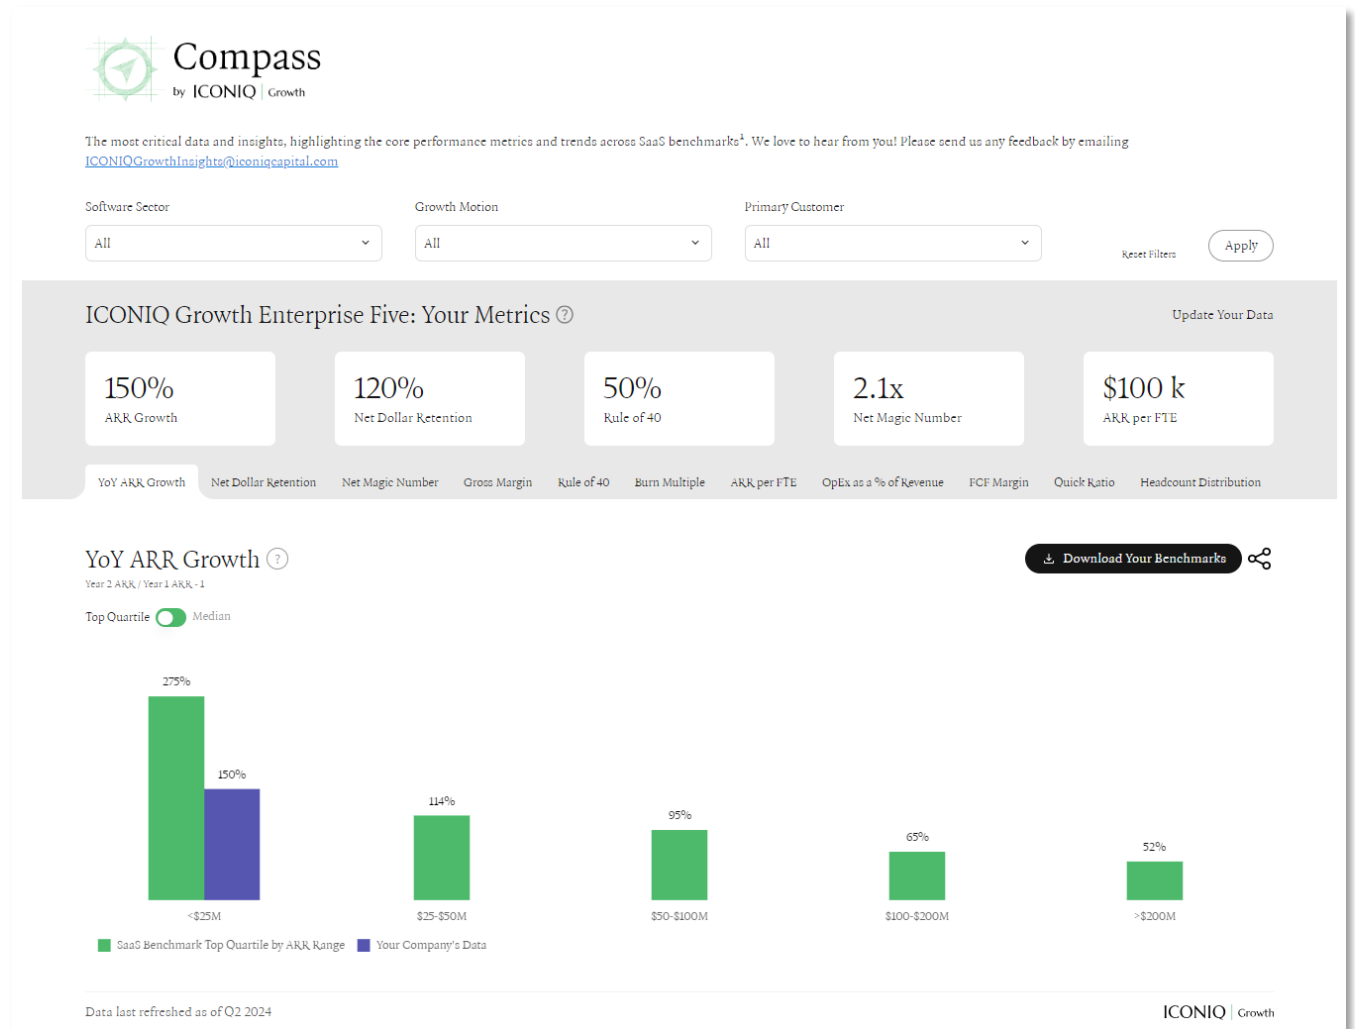 Compass
by ICONIQ | Growth
The most critical data and insights, highlighting the core performance metrics and trends across SaaS benchmarks¹. We love to hear from you! Please send us any feedback by emailing
ICONIQGrowthInsights@iconiqcapital.com
Software Sector Growth Motion Primary Customer
All All All Reset Filters Apply
ICONIQ Growth Enterprise Five: Your Metrics ? Update Your Data
150% 120% 50% 2.1x $100 k
ARR Growth Net Dollar Retention Rule of 40 Net Magic Number ARR per FTE
YoY ARR Growth Net Dollar Retention Net Magic Number Gross Margin Rule of 40 Burn Multiple ARR per FTE OpEx as a % of Revenue FCF Margin Quick Ratio Headcount Distribution
YoY ARR Growth ? Download Your Benchmarks
Year 2 ARR / Year 1 ARR - 1
Top Quartile Median
275%
150%
114%
95%
65%
52%
<$25M $25-$50M $50-$100M $100-$200M >$200M
SaaS Benchmark Top Quartile by ARR Range Your Company's Data
Data last refreshed as of Q2 2024 ICONIQ | Growth